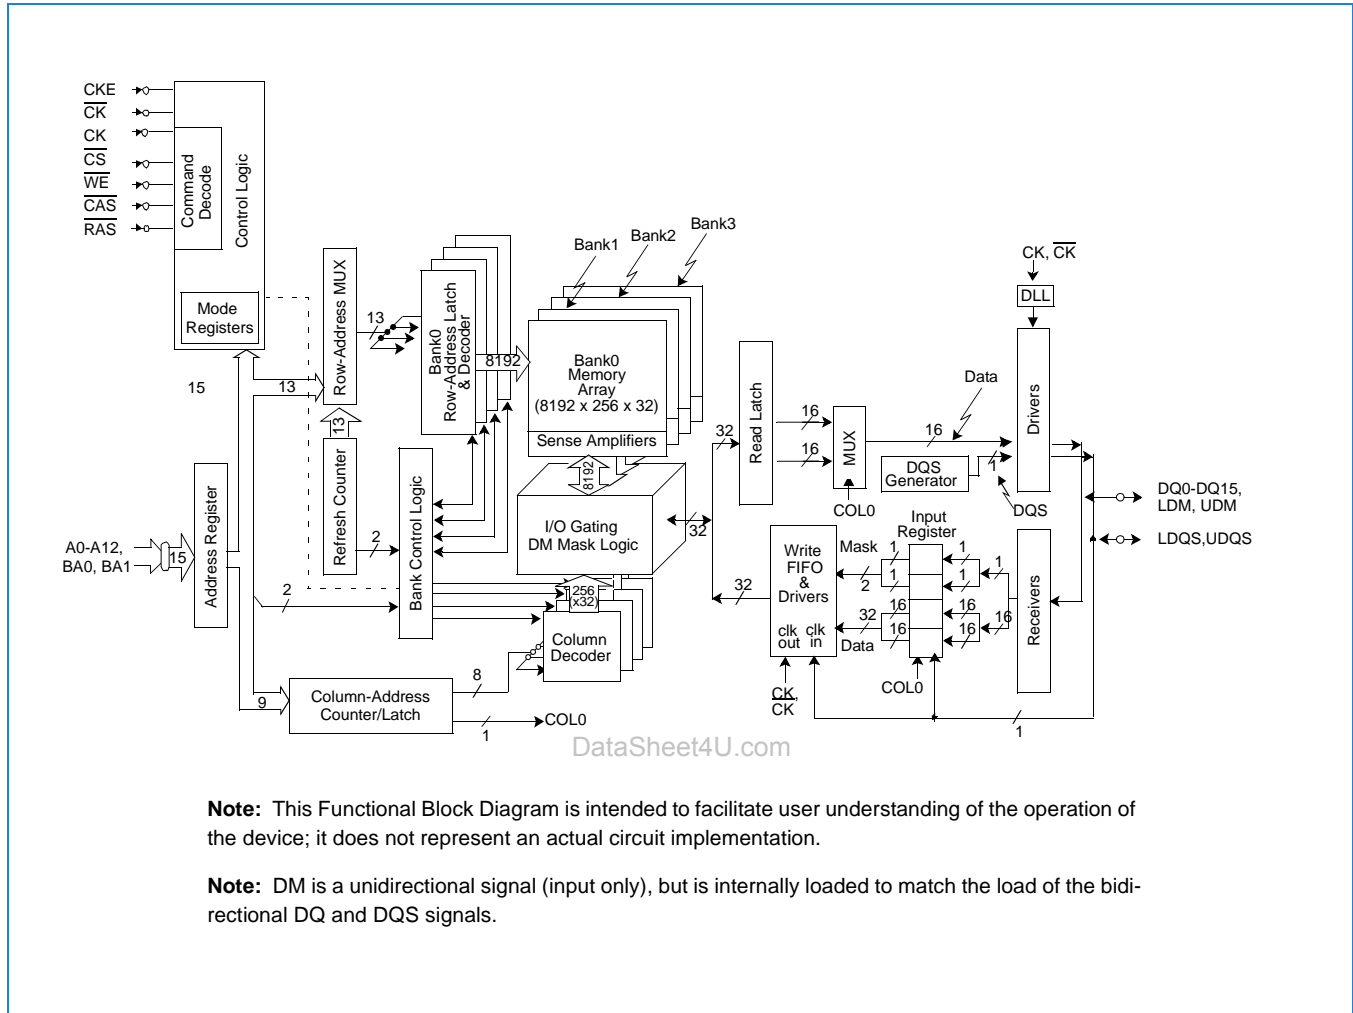 CKE
CK
CK
CS
WE
CAS
RAS
Command
Decode
Control Logic
Mode
Registers
15
13
Row-Address MUX
13
Refresh Counter
13
Bank0
Row-Address Latch
& Decoder
8192
Bank1
Bank2
Bank3
Bank0
Memory
Array
(8192 x 256 x 32)
Sense Amplifiers
8192
I/O Gating
DM Mask Logic
A0-A12,
BA0, BA1
15
Address Register
2
2
Bank Control Logic
256
(x32)
Column
Decoder
9
Column-Address
Counter/Latch
8
1
COL0
32
32
32
Read Latch
16
16
MUX
COL0
16
Data
DQS
Generator
1
DQS
CK, CK
DLL
Drivers
DQ0-DQ15,
LDM, UDM
LDQS,UDQS
Input
Register
Write
FIFO
&
Drivers
clk
out
clk
in
Mask
1
1
2
16
32
16
Data
1
1
1
16
16
16
Receivers
COL0
CK,
CK
1
DataSheet4U.com
Note: This Functional Block Diagram is intended to facilitate user understanding of the operation of
the device; it does not represent an actual circuit implementation.
Note: DM is a unidirectional signal (input only), but is internally loaded to match the load of the bidi-
rectional DQ and DQS signals.